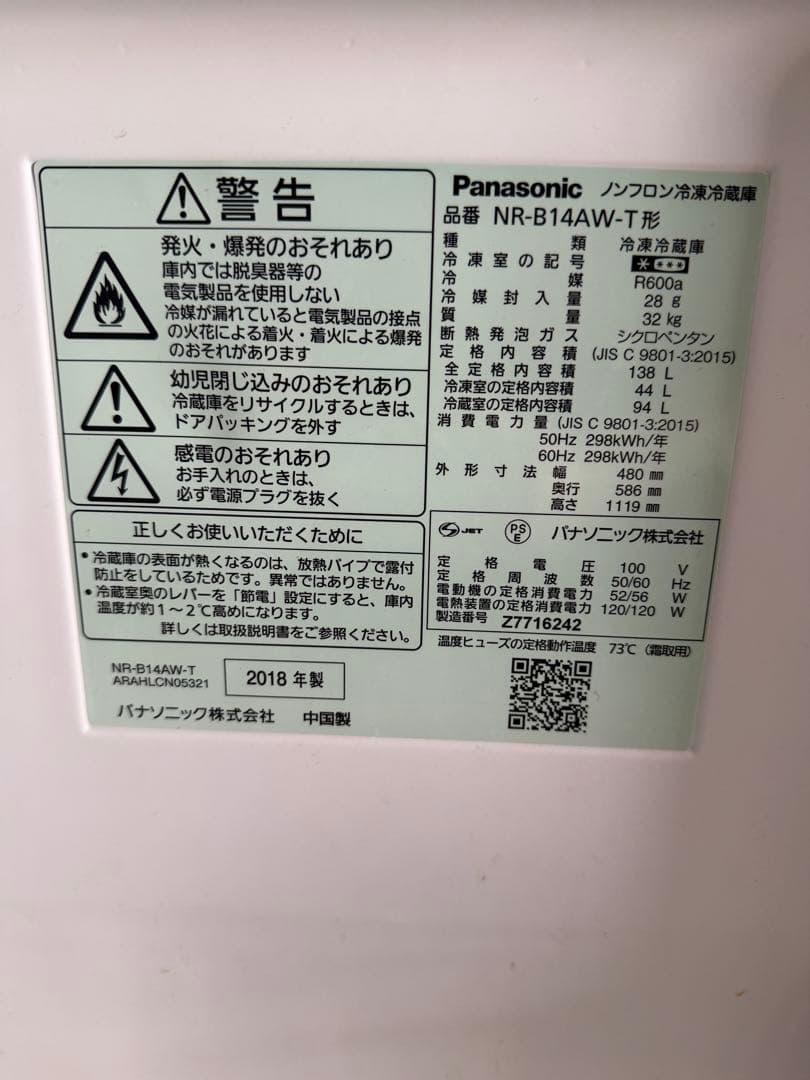 警告
発火・爆発のおそれあり
庫内では脱臭器等の
電気製品を使用しない
冷媒が漏れていると電気製品の接点
の火花による着火・着火による爆発
のおそれがあります
幼児閉じ込みのおそれあり
冷蔵庫をリサイクルするときは、
ドアパッキングを外す
感電のおそれあり
お手入れのときは、
必ず電源プラグを抜く
正しくお使いいただくために
・冷蔵庫の表面が熱くなるのは、放熱パイプで露付
防止をしているためです。異常ではありません。
・冷蔵室奥のレバーを「節電」設定にすると、庫内
温度が約1～2℃高めになります。
詳しくは取扱説明書をご参照ください。
NR-B14AW-T
ARAHLCN05321
2018 年製
パナソニック株式会社 中国製
Panasonic ノンフロン冷凍冷蔵庫
品番 NR-B14AW-T形
種類 冷凍冷蔵庫
冷凍室の記号
冷媒 R600a
冷媒封入量 28 g
質量 32 kg
断熱発泡ガス シクロペンタン
定格内容積 (JIS C 9801-3:2015)
全定格内容積 138 L
冷凍室の定格内容積 44 L
冷蔵室の定格内容積 94 L
消費電力量 (JIS C 9801-3:2015)
50Hz 298kWh/年
60Hz 298kWh/年
外形寸法 幅 480 mm
奥行 586 mm
高さ 1119 mm
JET PS E パナソニック株式会社
定格電圧 100 V
定格周波数 50/60 Hz
電動機の定格消費電力 52/56 W
電熱装置の定格消費電力 120/120 W
製造番号 Z7716242
温度ヒューズの定格動作温度 73℃ (霜取用)